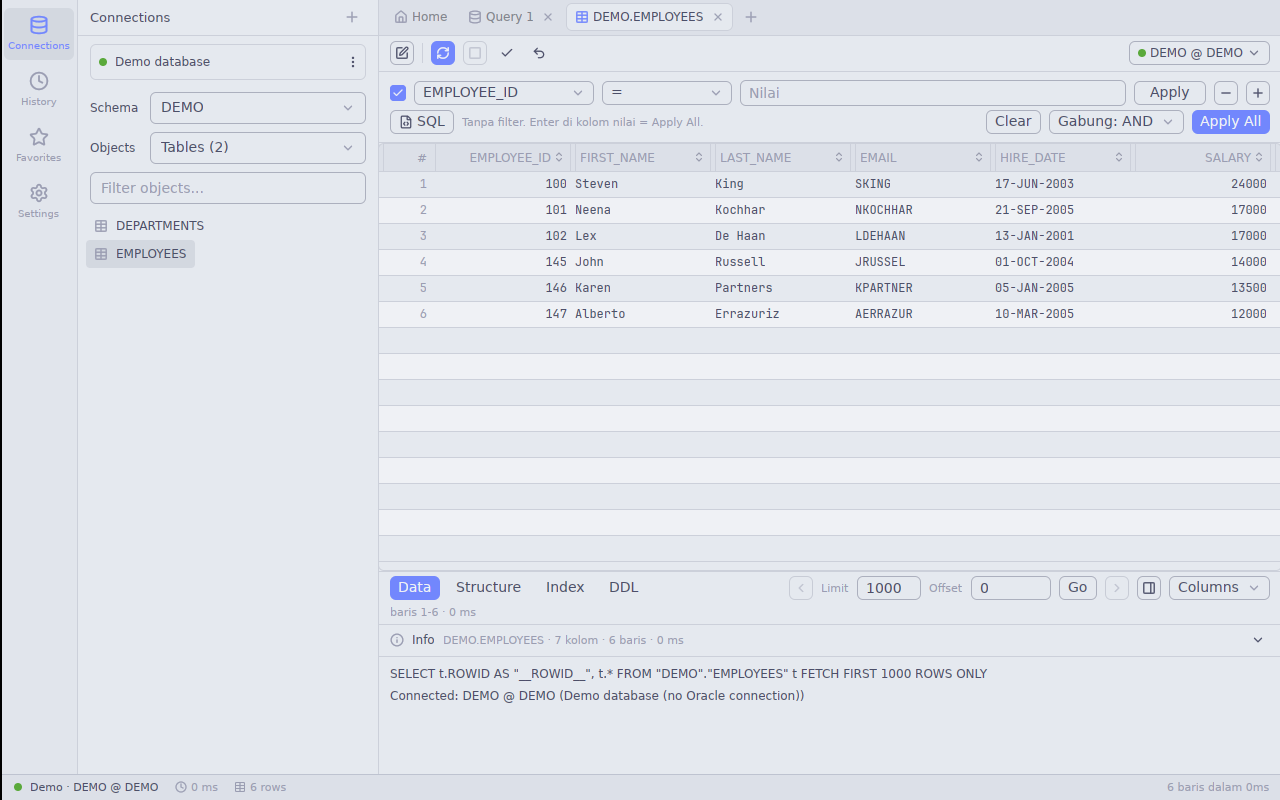 Connections
History
Favorites
Settings
Connections
Demo database
Schema
DEMO
Objects
Tables (2)
Filter objects...
DEPARTMENTS
EMPLOYEES
Home
Query 1
DEMO.EMPLOYEES
DEMO @ DEMO
EMPLOYEE_ID
=
Nilai
Apply
SQL
Tanpa filter. Enter di kolom nilai = Apply All.
Clear
Gabung: AND
Apply All
# EMPLOYEE_ID FIRST_NAME LAST_NAME EMAIL HIRE_DATE SALARY
1 100 Steven King SKING 17-JUN-2003 24000
2 101 Neena Kochhar NKOCHHAR 21-SEP-2005 17000
3 102 Lex De Haan LDEHAAN 13-JAN-2001 17000
4 145 John Russell JRUSSEL 01-OCT-2004 14000
5 146 Karen Partners KPARTNER 05-JAN-2005 13500
6 147 Alberto Errazuriz AERRAZUR 10-MAR-2005 12000
Data Structure Index DDL
Limit 1000 Offset 0 Go Columns
baris 1-6 · 0 ms
Info DEMO.EMPLOYEES · 7 kolom · 6 baris · 0 ms
SELECT t.ROWID AS "__ROWID__", t.* FROM "DEMO"."EMPLOYEES" t FETCH FIRST 1000 ROWS ONLY
Connected: DEMO @ DEMO (Demo database (no Oracle connection))
Demo · DEMO @ DEMO 0 ms 6 rows
6 baris dalam 0ms